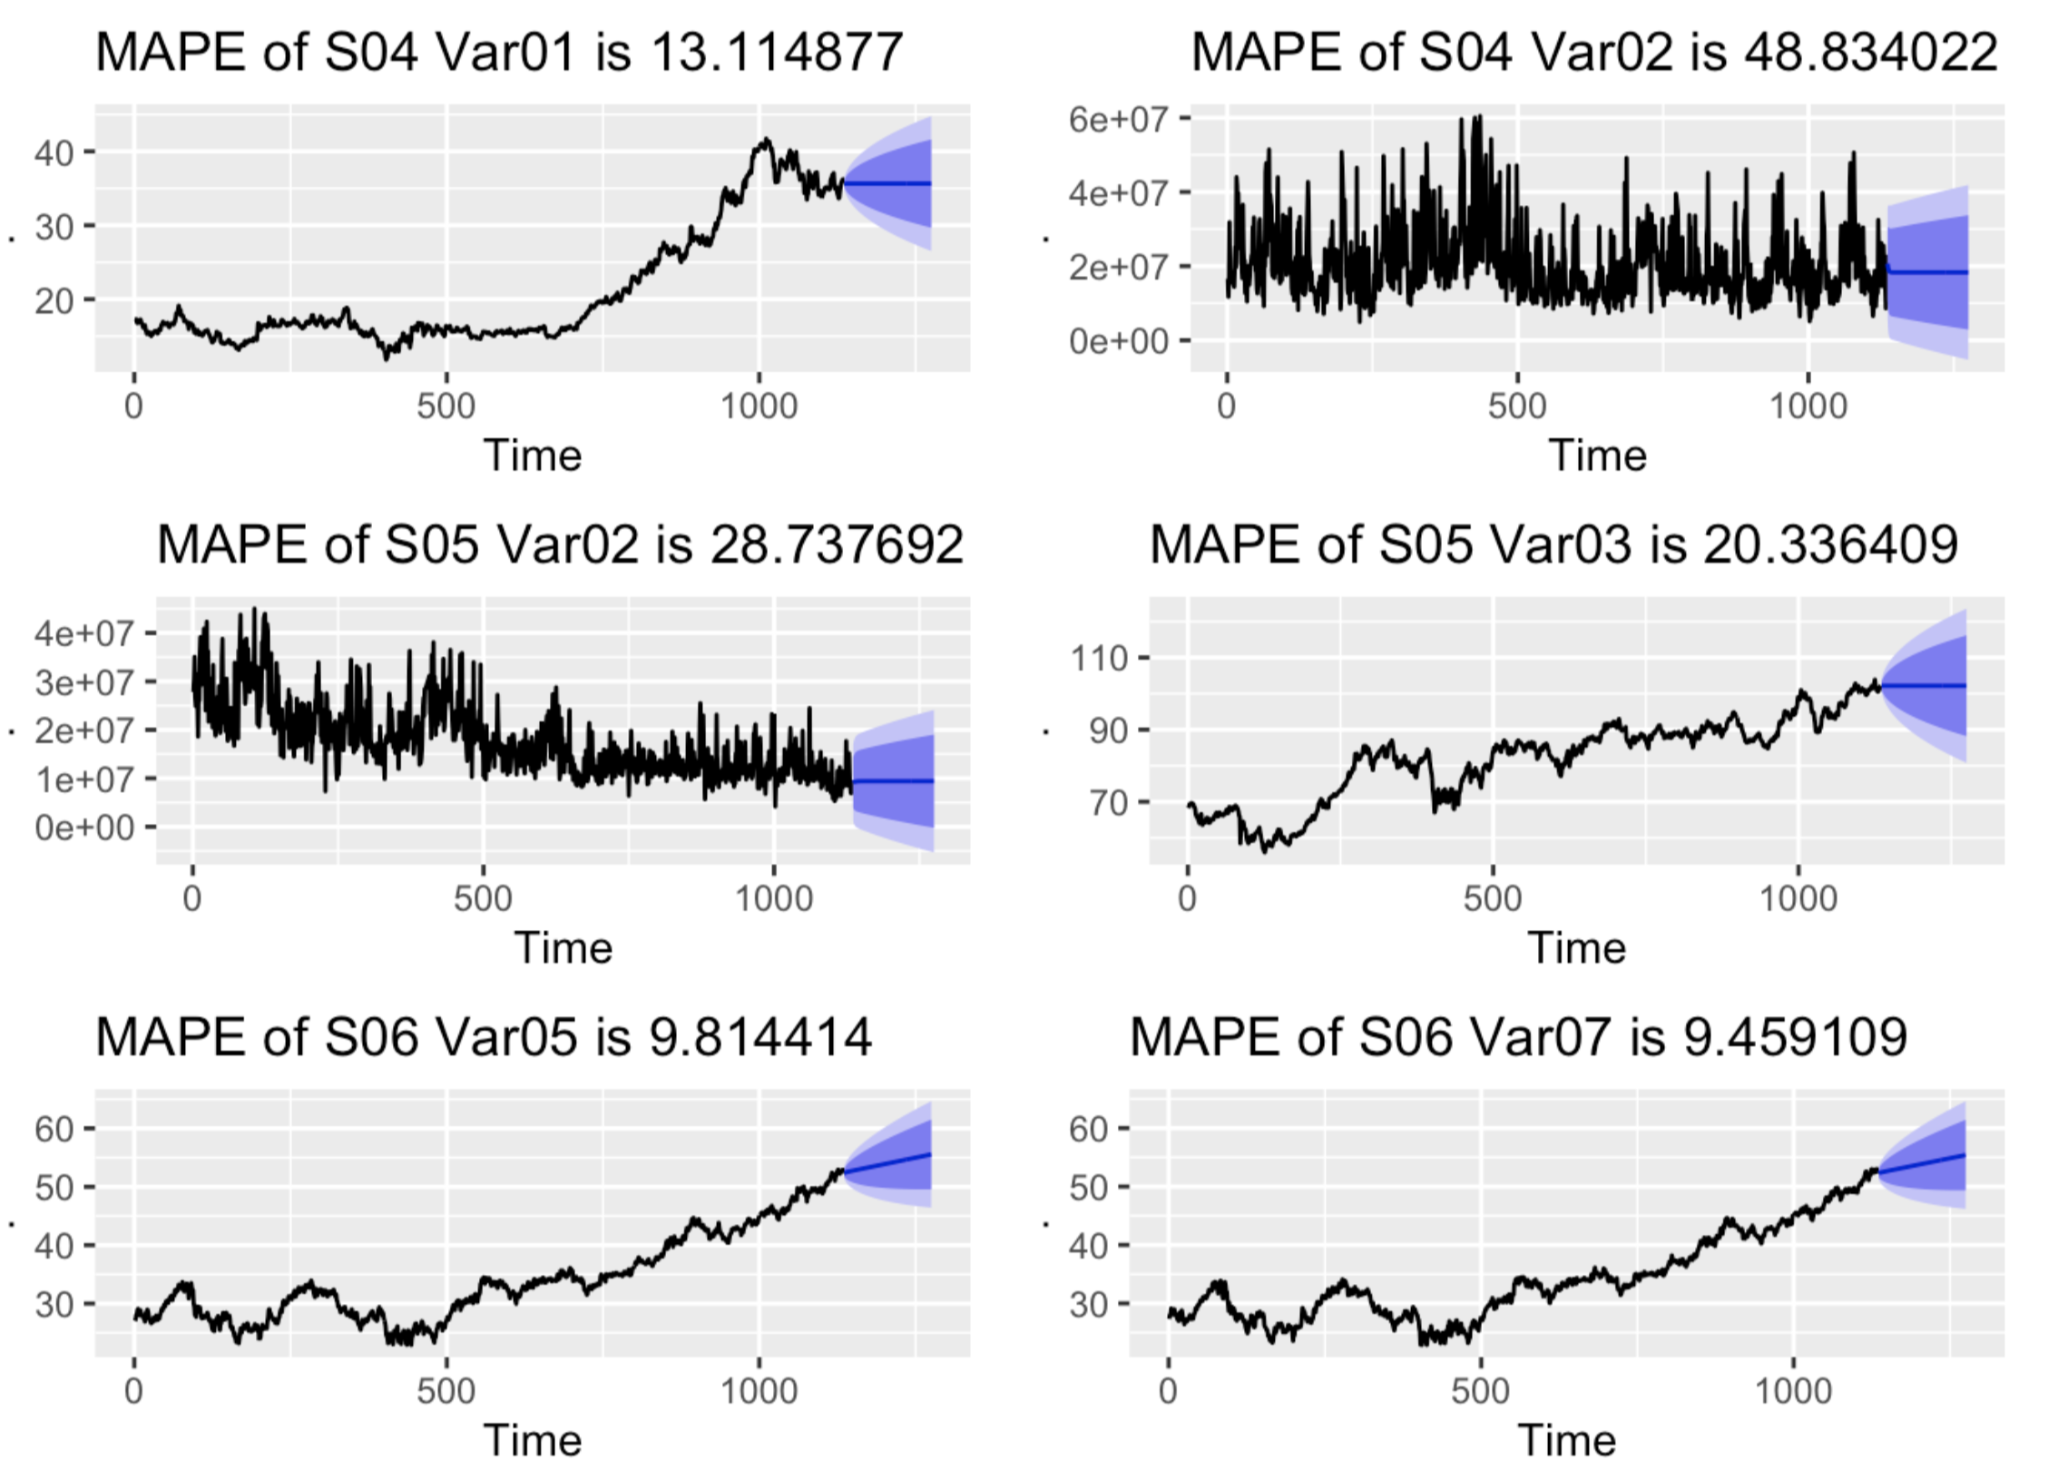 MAPE of S04 Var01 is 13.114877
40
30
20
.
0 500 1000
Time
MAPE of S04 Var02 is 48.834022
6e+07
4e+07
2e+07
0e+00
.
0 500 1000
Time
MAPE of S05 Var02 is 28.737692
4e+07
3e+07
2e+07
1e+07
0e+00
.
0 500 1000
Time
MAPE of S05 Var03 is 20.336409
110
90
70
.
0 500 1000
Time
MAPE of S06 Var05 is 9.814414
60
50
40
30
.
0 500 1000
Time
MAPE of S06 Var07 is 9.459109
60
50
40
30
.
0 500 1000
Time